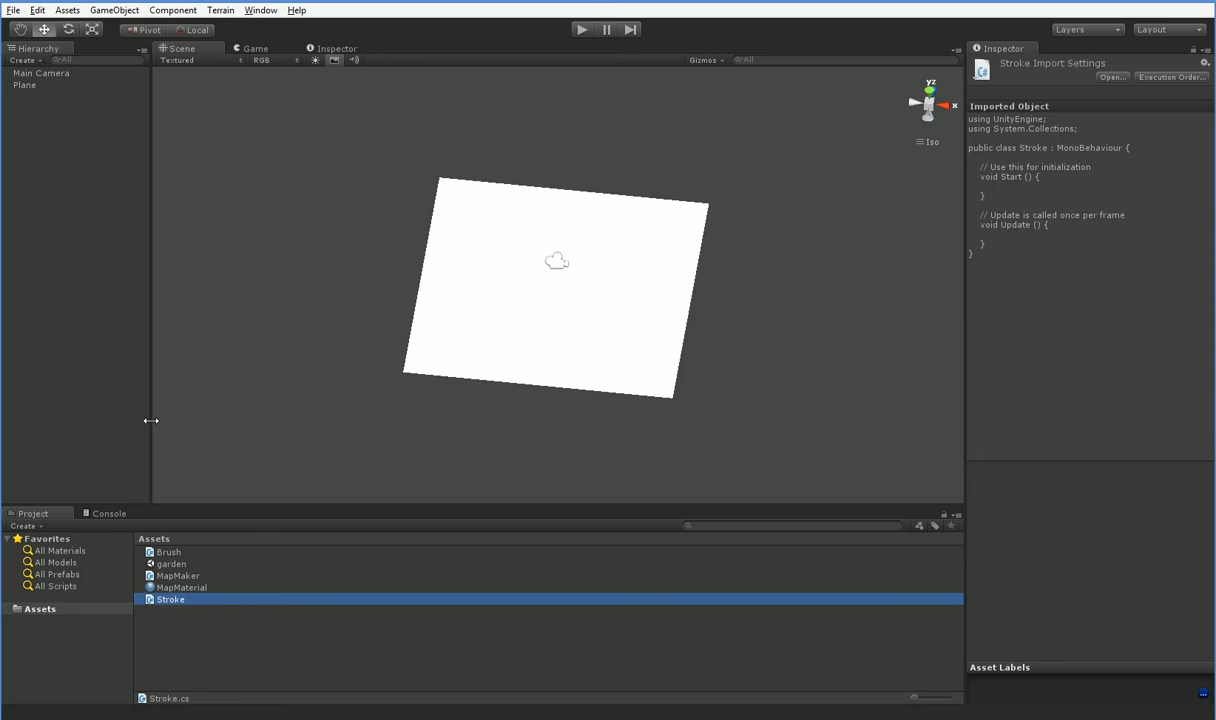 File Edit Assets GameObject Component Terrain Window Help
Pivot Local Layers Layout
Hierarchy Scene Game Inspector Inspector
Create All Textured RGB Gizmos All
Stroke Import Settings
Open... Execution Order...
Main Camera
Plane
yz
x
Iso
Imported Object
using UnityEngine;
using System.Collections;
public class Stroke : MonoBehaviour {
// Use this for initialization
void Start () {
}
// Update is called once per frame
void Update () {
}
}
Project Console
Create
Favorites
All Materials
All Models
All Prefabs
All Scripts
Assets
Assets
Brush
garden
MapMaker
MapMaterial
Stroke
Stroke.cs
Asset Labels